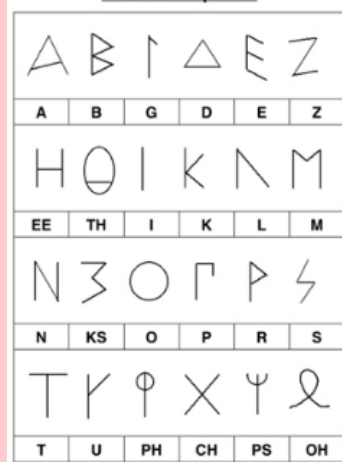 Α Β Γ Δ Ε Ζ
A B G D E Z
Η Θ Ι Κ Λ Μ
EE TH I K L M
Ν Ξ Ο Π Ρ Σ
N KS O P R S
Τ Υ Φ Χ Ψ Ω
T U PH CH PS OH